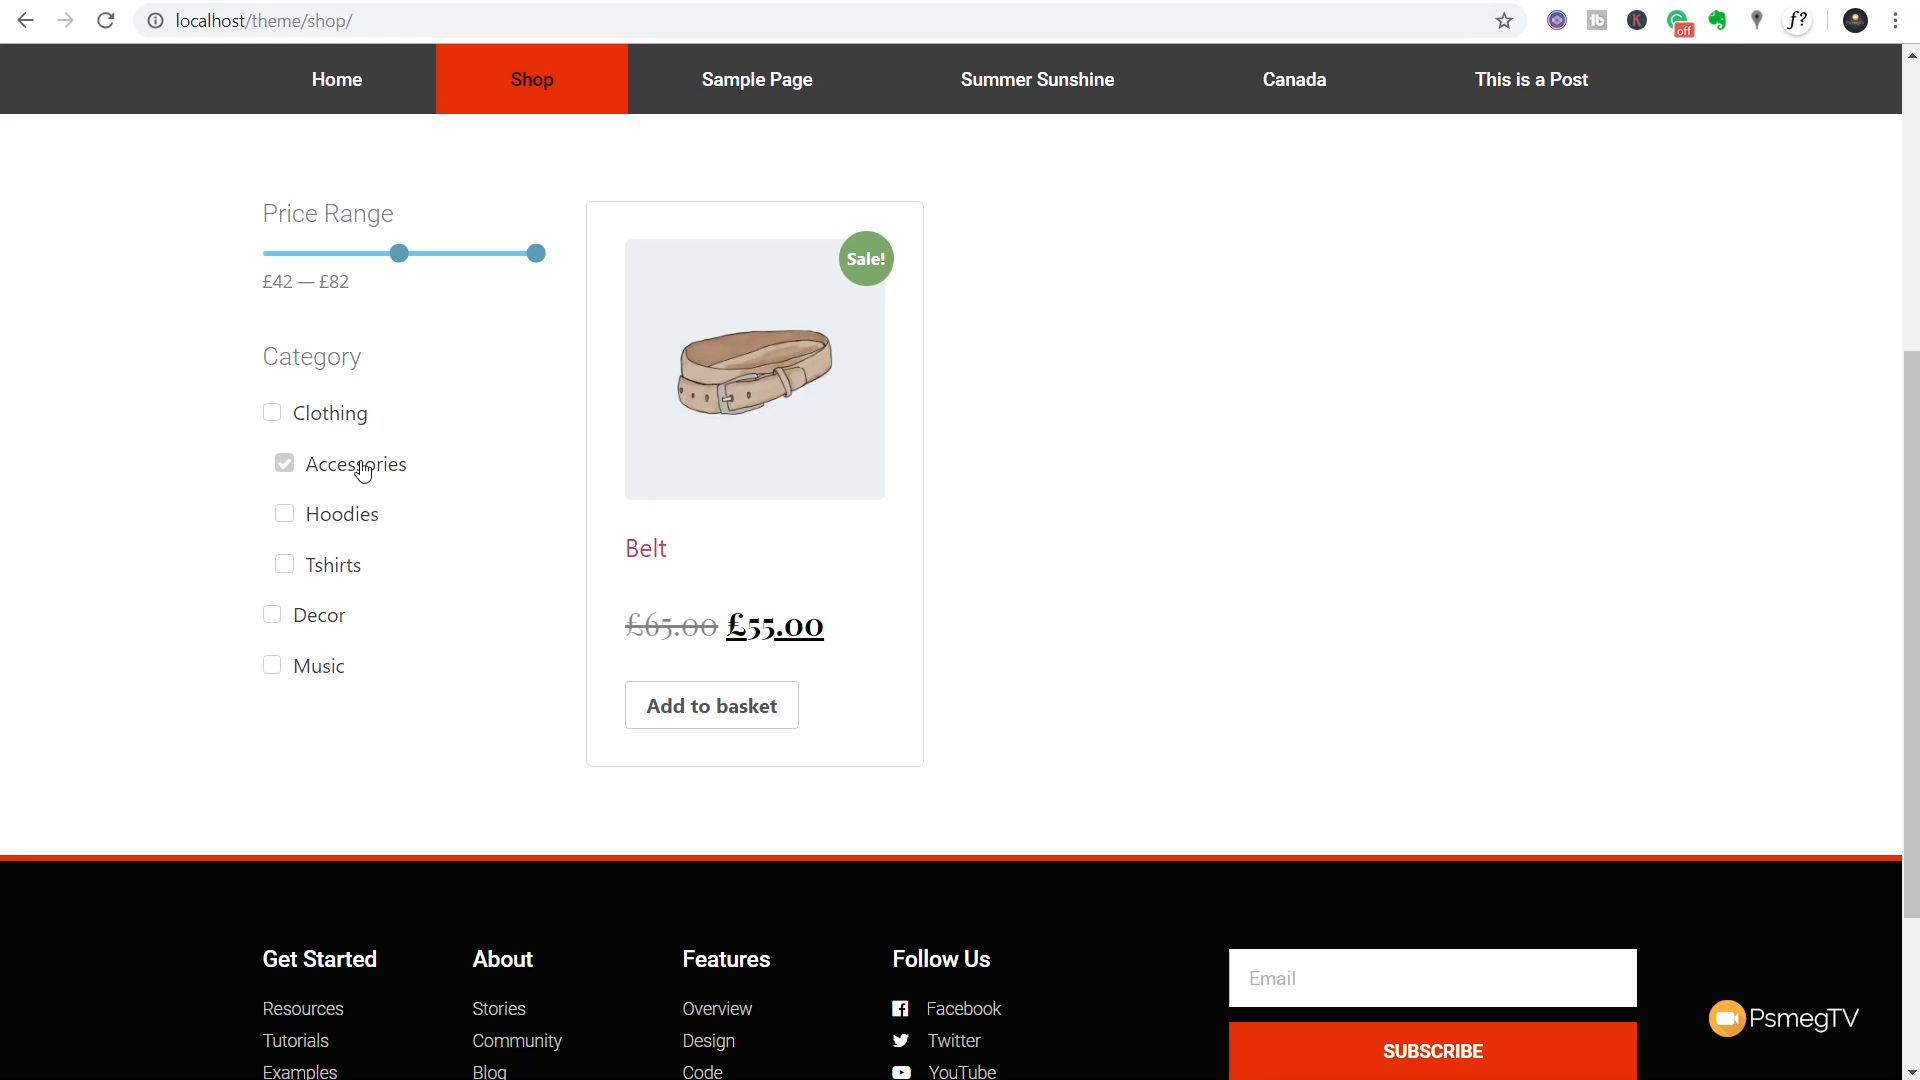 localhost/theme/shop/
tb
K
off
f?
Home
Shop
Sample Page
Summer Sunshine
Canada
This is a Post
Price Range
£42 — £82
Category
Clothing
Accessories
Hoodies
Tshirts
Decor
Music
Sale!
Belt
£65.00 £55.00
Add to basket
Get Started
Resources
Tutorials
Examples
About
Stories
Community
Blog
Features
Overview
Design
Code
Follow Us
Facebook
Twitter
YouTube
Email
SUBSCRIBE
PsmegTV